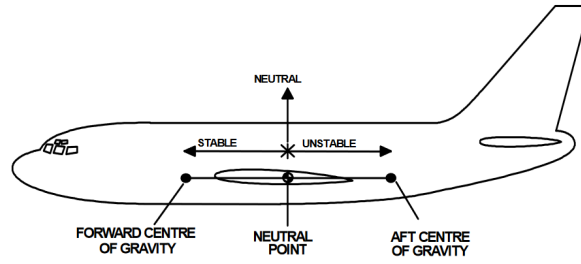 NEUTRAL
STABLE
UNSTABLE
FORWARD CENTRE
OF GRAVITY
NEUTRAL
POINT
AFT CENTRE
OF GRAVITY